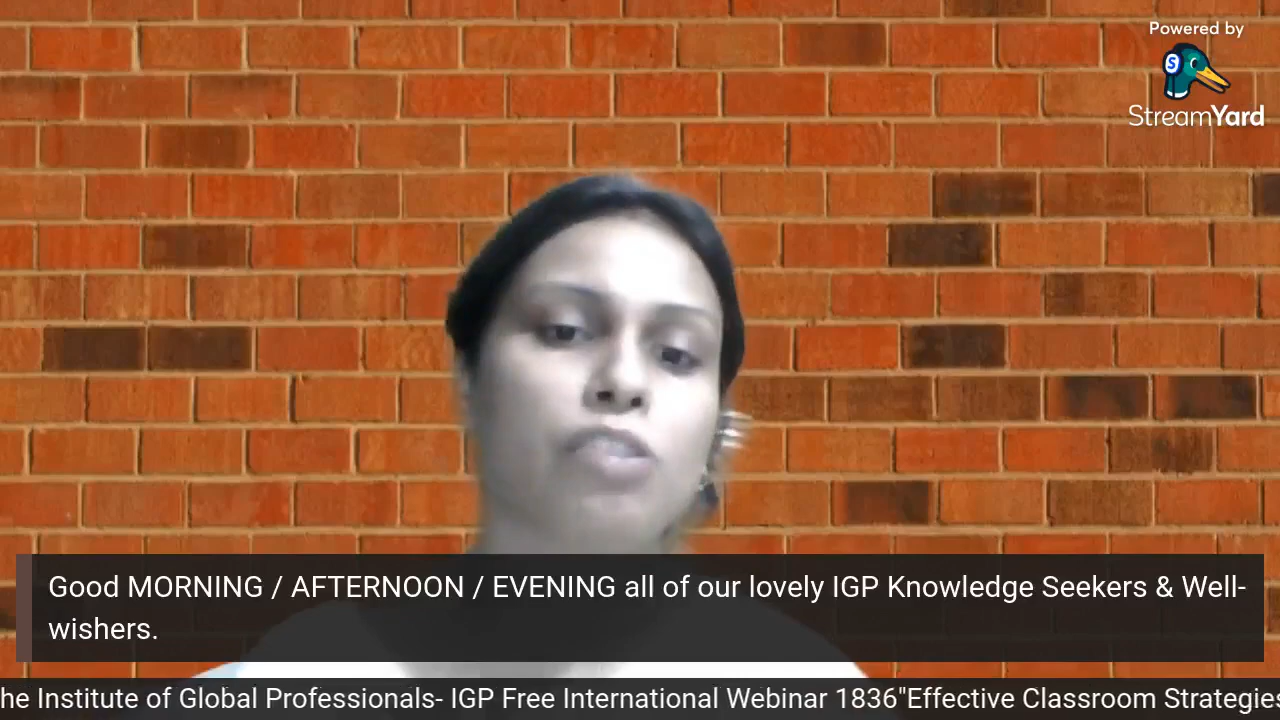 Powered by
StreamYard
Good MORNING / AFTERNOON / EVENING all of our lovely IGP Knowledge Seekers & Well-
wishers.
he Institute of Global Professionals- IGP Free International Webinar 1836"Effective Classroom Strategies